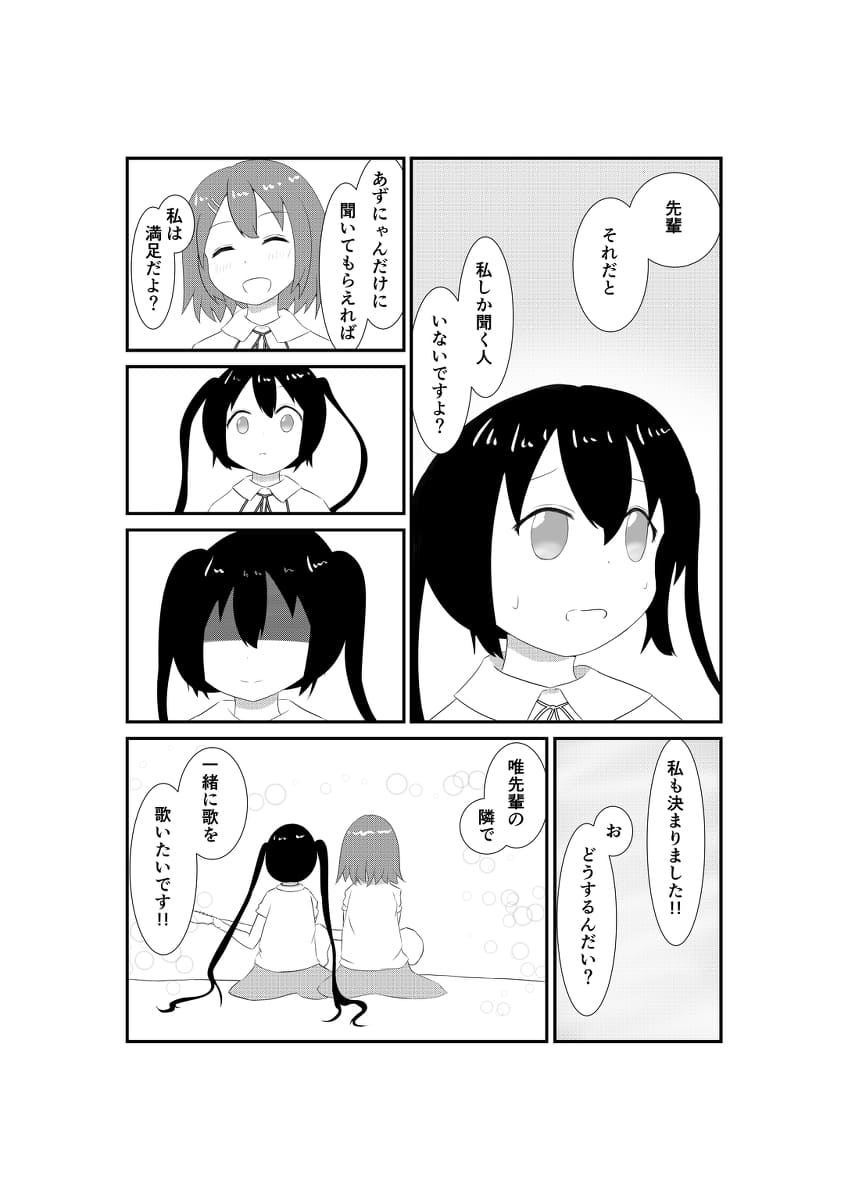 先輩
それだと
私しか聞く人
いないですよ？
あずにゃんだけに
聞いてもらえれば
私は
満足だよ？
私も決まりました!!
お
どうするんだい？
唯先輩の
隣で
一緒に歌を
歌いたいです!!